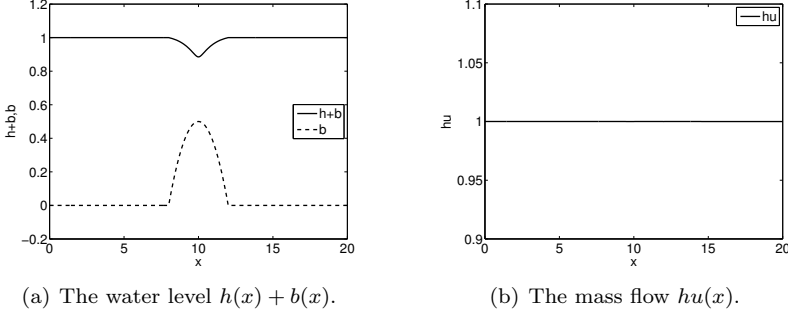 1.2
1
0.8
0.6
0.4
0.2
0
−0.2
h+b,b
h+b
b
0 5 10 15 20
x
(a) The water level h(x) + b(x).
1.1
1.05
1
0.95
0.9
hu
hu
0 5 10 15 20
x
(b) The mass flow hu(x).